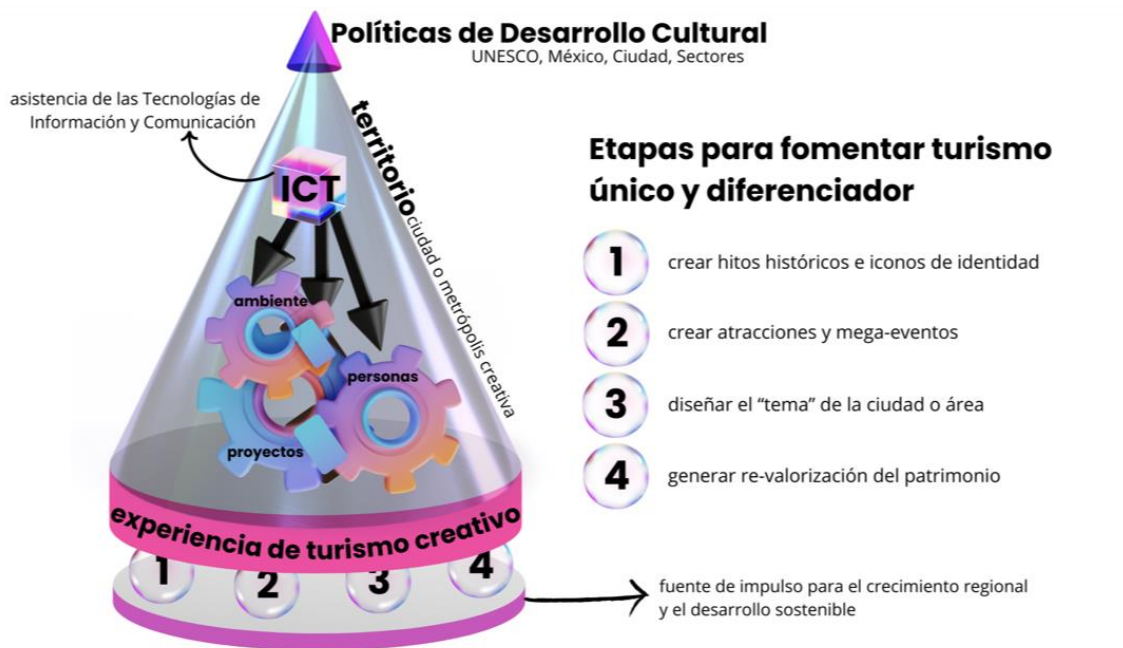 Políticas de Desarrollo Cultural
UNESCO, México, Ciudad, Sectores
asistencia de las Tecnologías de
Información y Comunicación
territorio
ciudad o metrópolis creativa
ICT
ambiente
personas
proyectos
experiencia de turismo creativo
1
2
3
4
Etapas para fomentar turismo
único y diferenciador
1 crear hitos históricos e iconos de identidad
2 crear atracciones y mega-eventos
3 diseñar el “tema” de la ciudad o área
4 generar re-valorización del patrimonio
fuente de impulso para el crecimiento regional
y el desarrollo sostenible